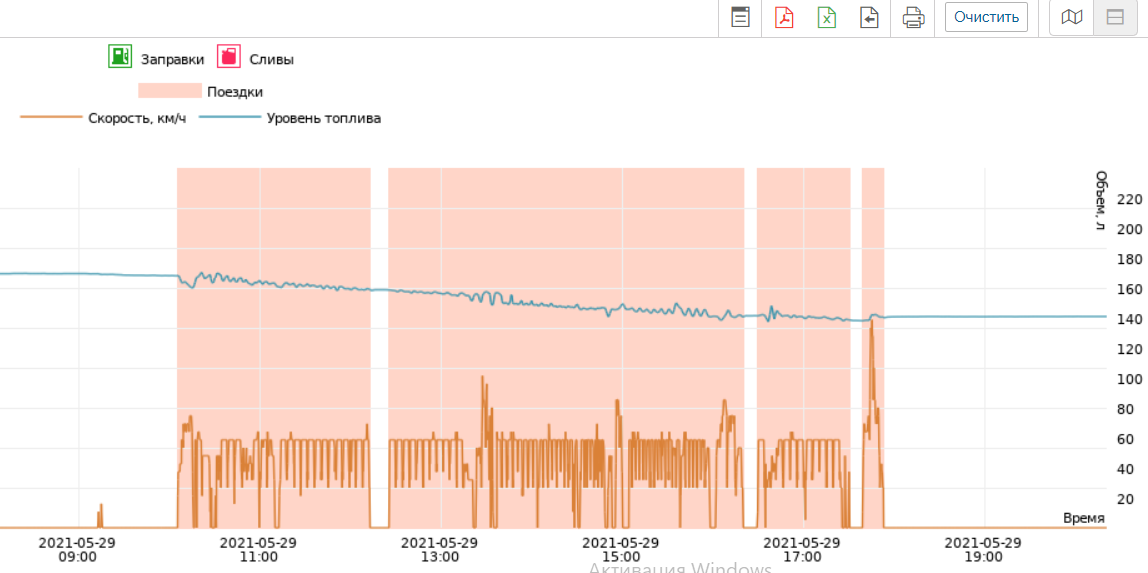 Очистить
Заправки Сливы
Поездки
Скорость, км/ч Уровень топлива
Объем, л
220
200
180
160
140
120
100
80
60
40
20
Время
2021-05-29 2021-05-29 2021-05-29 2021-05-29 2021-05-29 2021-05-29
09:00 11:00 13:00 15:00 17:00 19:00
Активация Windows